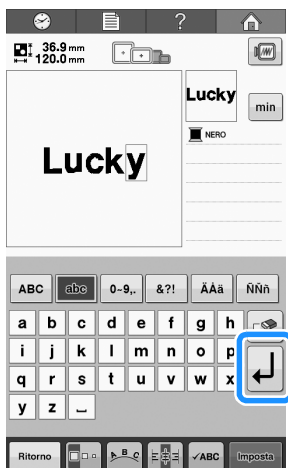 ?
36.9 mm
120.0 mm
Lucky
min
NERO
Lucky
ABC abc 0~9,. &?! ÄÅä ÑÑñ
a b c d e f g h
i j k l m n o p
q r s t u v w x
y z
Ritorno ABC ✓ABC Imposta